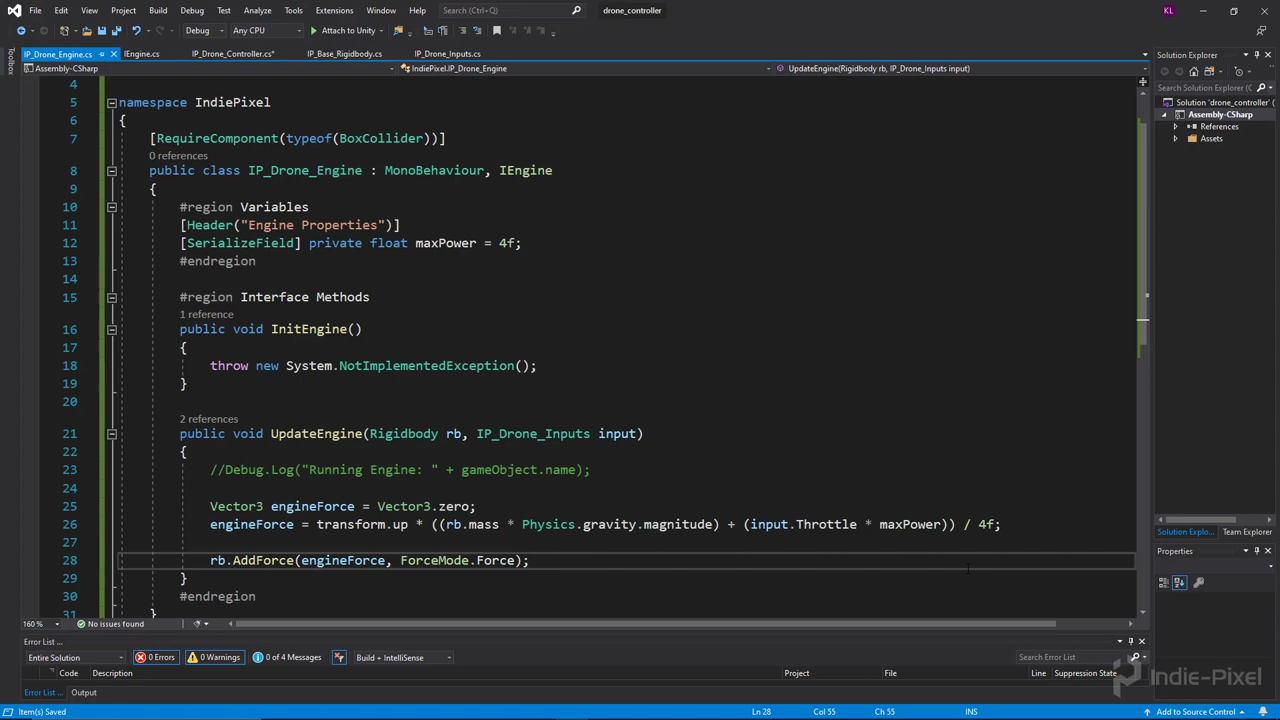 File Edit View Project Build Debug Test Analyze Tools Extensions Window Help Search (Ctrl+Q) drone_controller KL
Debug Any CPU Attach to Unity
Toolbox
IP_Drone_Engine.cs IEngine.cs IP_Drone_Controller.cs* IP_Base_Rigidbody.cs IP_Drone_Inputs.cs
Assembly-CSharp IndiePixel.IP_Drone_Engine UpdateEngine(Rigidbody rb, IP_Drone_Inputs input)
4
5 namespace IndiePixel
6 {
7 [RequireComponent(typeof(BoxCollider))]
0 references
8 public class IP_Drone_Engine : MonoBehaviour, IEngine
9 {
10 #region Variables
11 [Header("Engine Properties")]
12 [SerializeField] private float maxPower = 4f;
13 #endregion
14
15 #region Interface Methods
1 reference
16 public void InitEngine()
17 {
18 throw new System.NotImplementedException();
19 }
20
2 references
21 public void UpdateEngine(Rigidbody rb, IP_Drone_Inputs input)
22 {
23 //Debug.Log("Running Engine: " + gameObject.name);
24
25 Vector3 engineForce = Vector3.zero;
26 engineForce = transform.up * ((rb.mass * Physics.gravity.magnitude) + (input.Throttle * maxPower)) / 4f;
27
28 rb.AddForce(engineForce, ForceMode.Force);
29 }
30 #endregion
31 }
160 % No issues found
Solution Explorer
Search Solution Explorer
Solution 'drone_controller'
Assembly-CSharp
References
Assets
Solution Explo... Team Explorer
Properties
Error List ...
Entire Solution 0 Errors 0 Warnings 0 of 4 Messages Build + IntelliSense Search Error List
Code Description Project File Line Suppression State
Error List ... Output
Indie-Pixel
Item(s) Saved Ln 28 Col 55 Ch 55 INS Add to Source Control